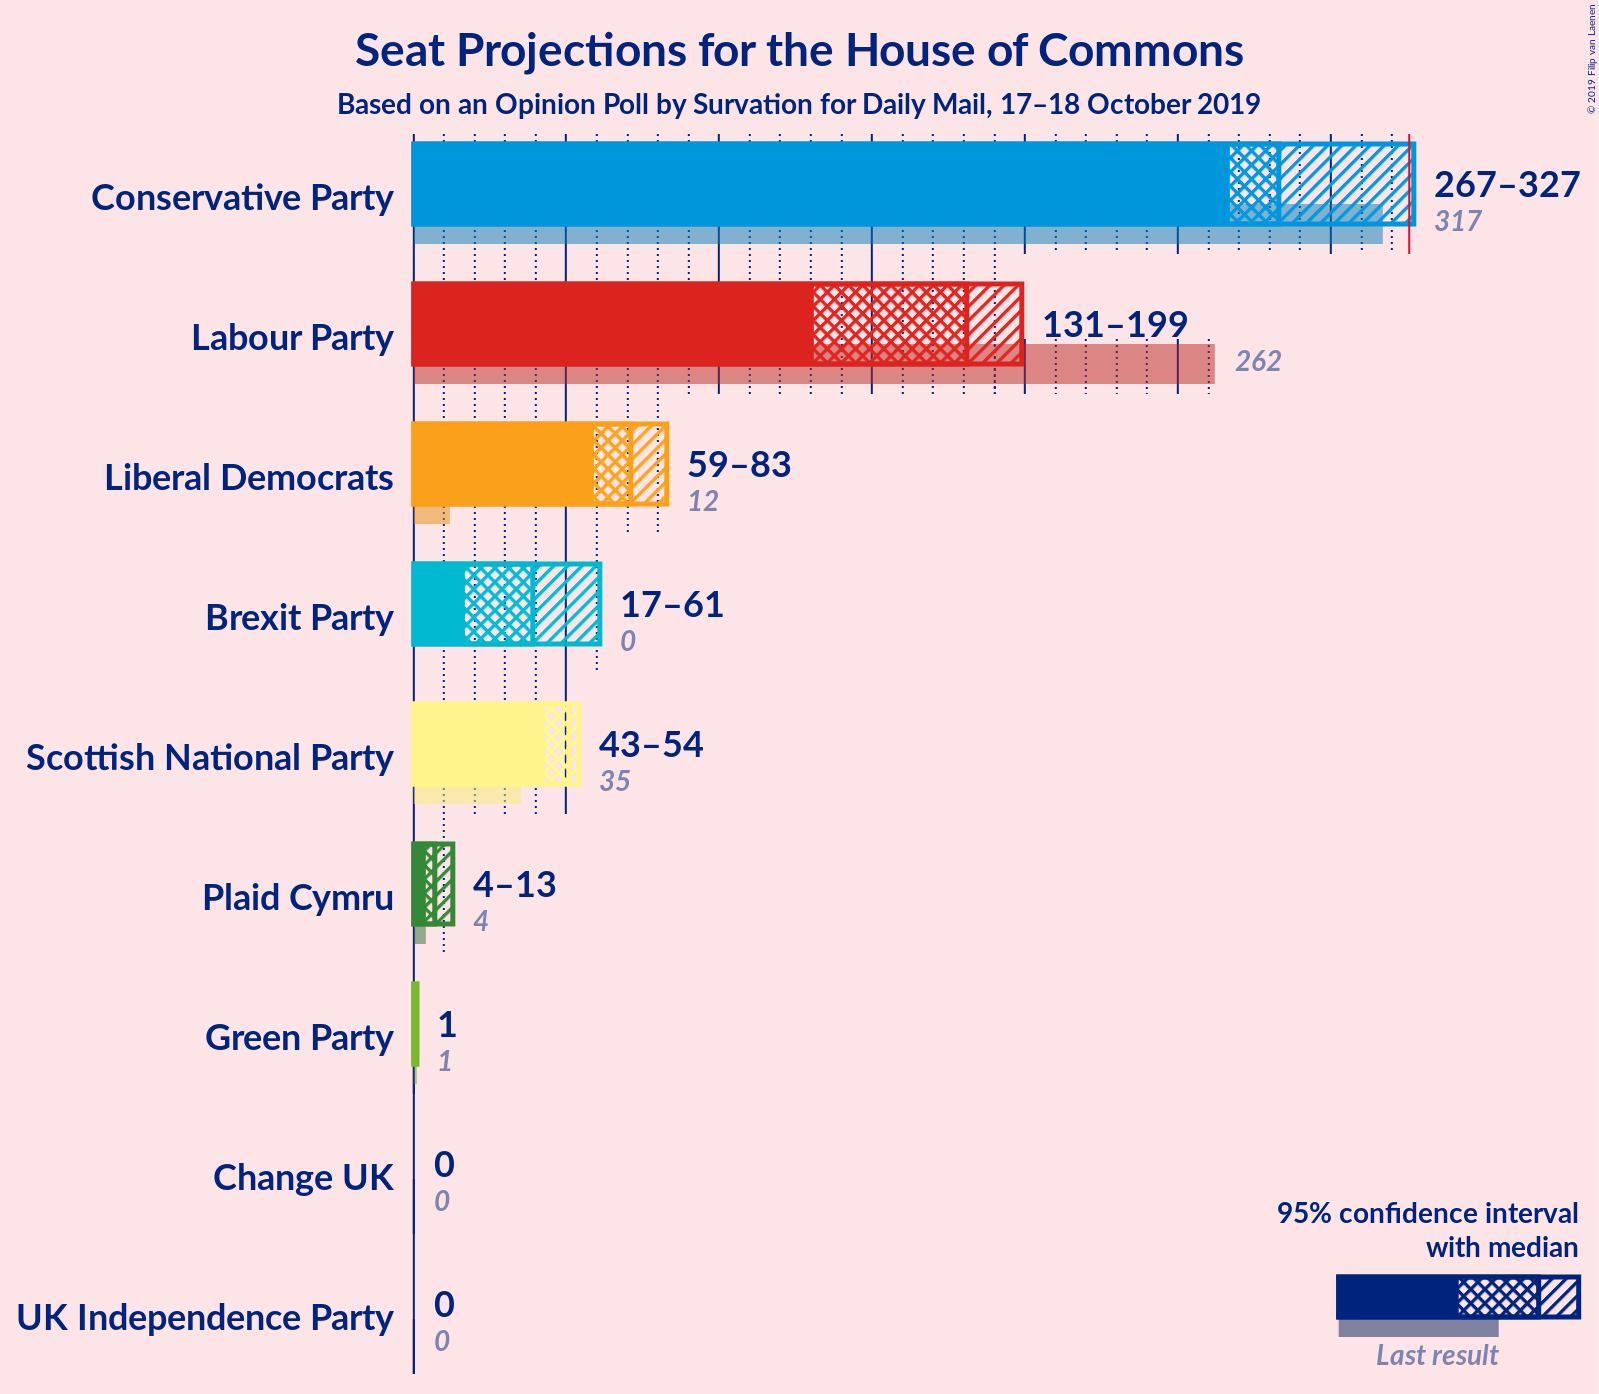 Seat Projections for the House of Commons
Based on an Opinion Poll by Survation for Daily Mail, 17–18 October 2019
© 2019 Filip van Laenen
Conservative Party
267–327
317
Labour Party
131–199
262
Liberal Democrats
59–83
12
Brexit Party
17–61
0
Scottish National Party
43–54
35
Plaid Cymru
4–13
4
Green Party
1
1
Change UK
0
0
UK Independence Party
0
0
95% confidence interval
with median
Last result